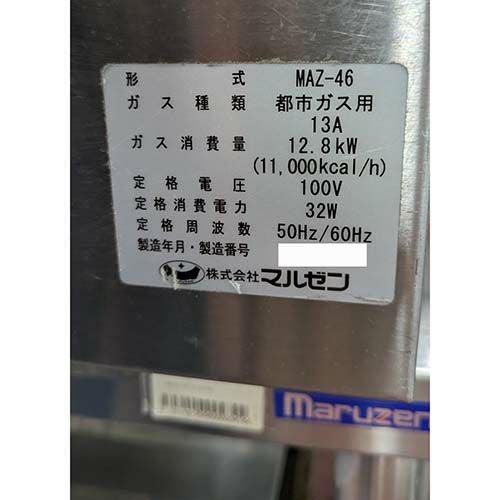 形式 MAZ-46
ガス種類 都市ガス用
13A
ガス消費量 12.8kW
(11,000kcal/h)
定格電圧 100V
定格消費電力 32W
定格周波数 50Hz/60Hz
製造年月・製造番号
株式会社マルゼン
maruzen